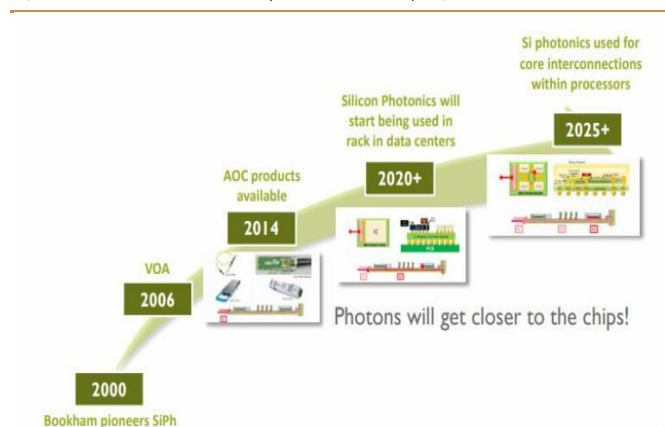 Si photonics used for
core interconnections
within processors
2025+
Silicon Photonics will
start being used in
rack in data centers
2020+
AOC products
available
2014
VOA
2006
Photons will get closer to the chips!
2000
Bookham pioneers SiPh
IC
PCB